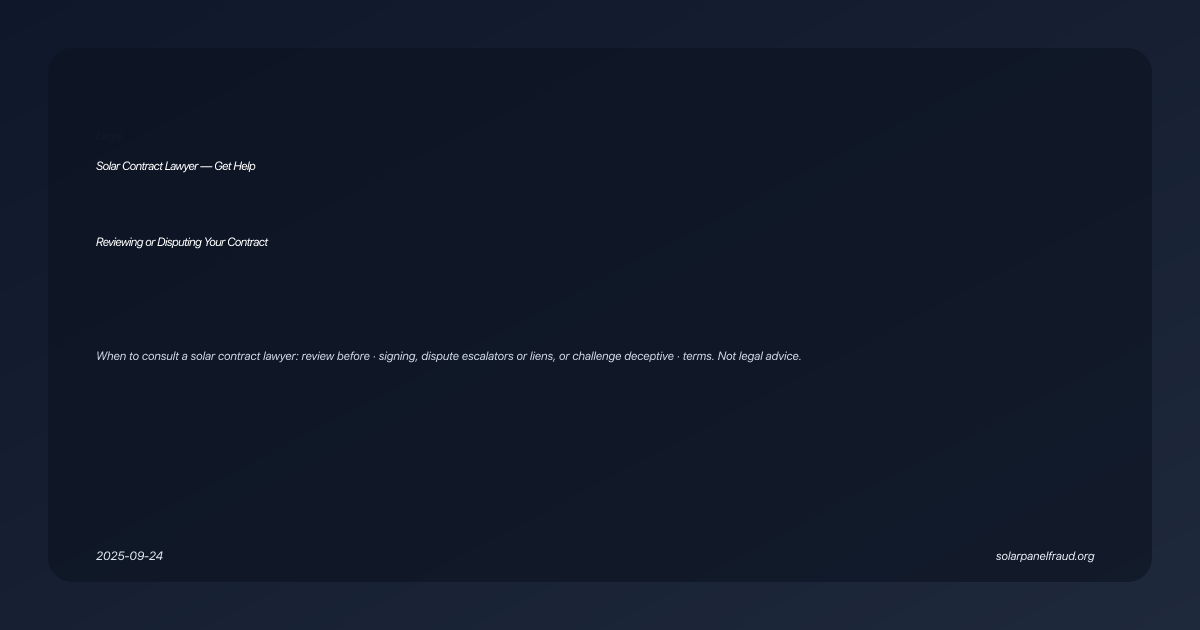 Solar Contract Lawyer — Get Help
Reviewing or Disputing Your Contract
When to consult a solar contract lawyer: review before · signing, dispute escalators or liens, or challenge deceptive · terms. Not legal advice.
2025-09-24
solarpanelfraud.org